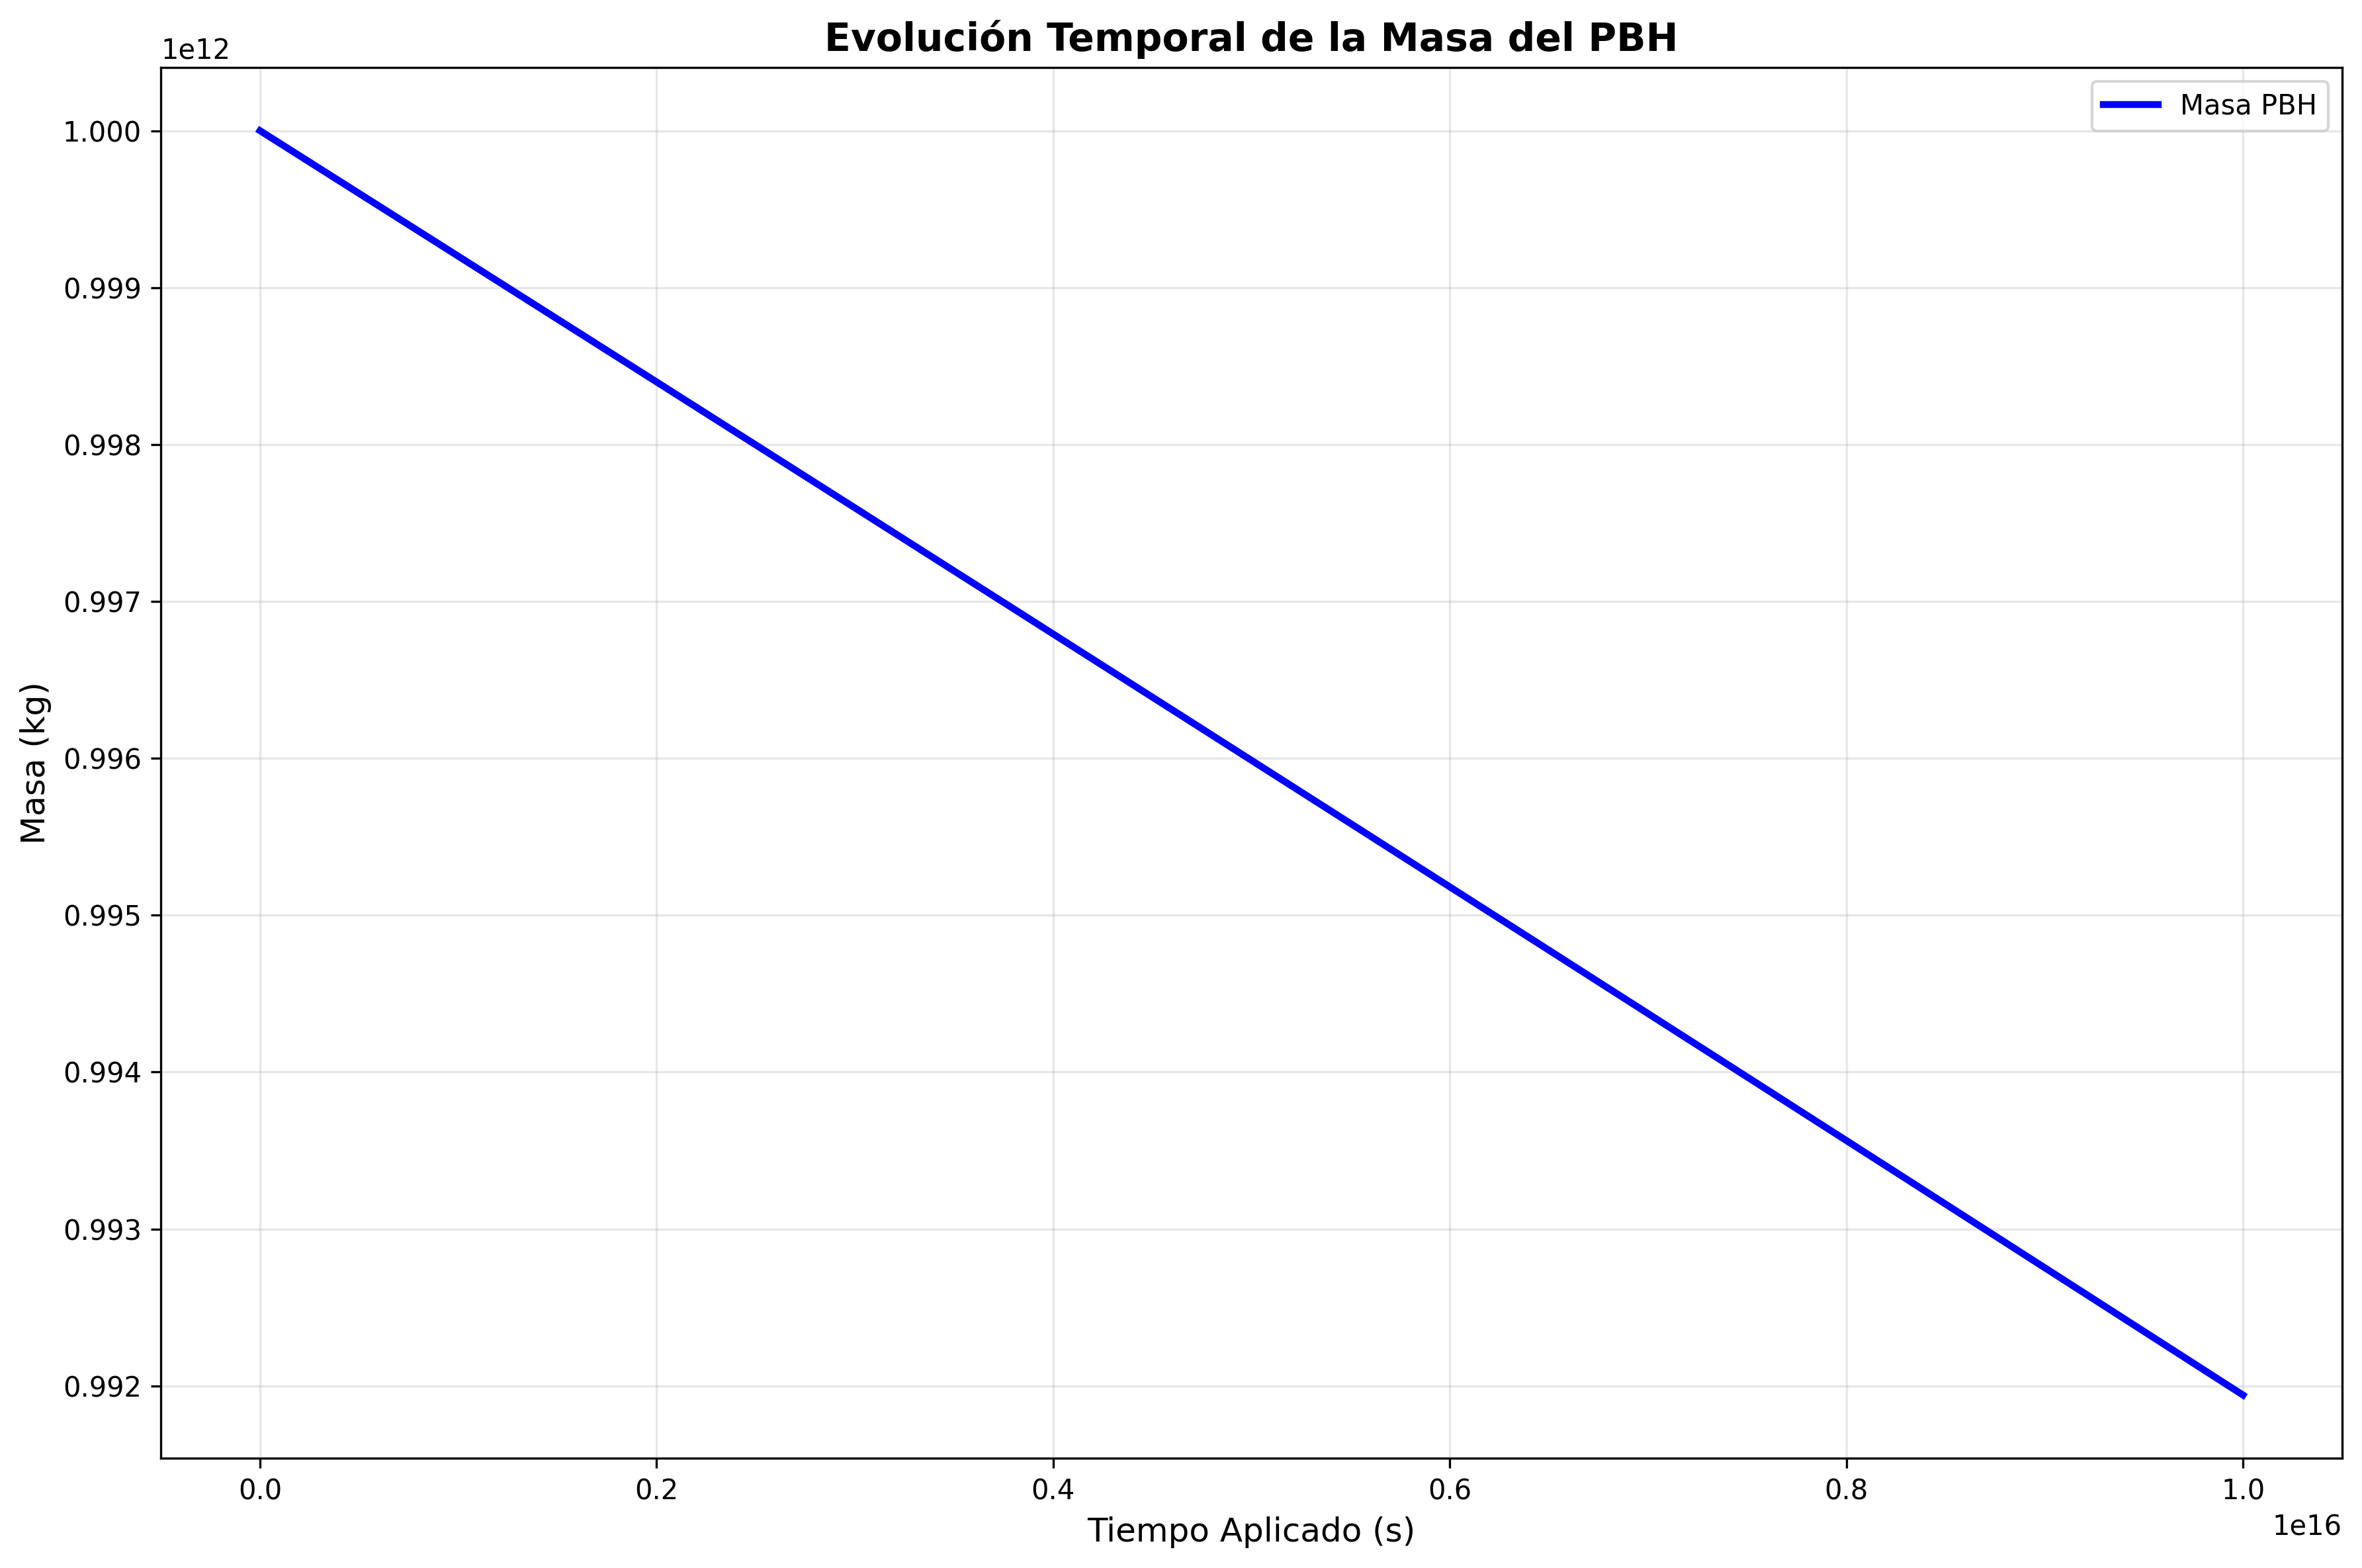 Evolución Temporal de la Masa del PBH
1e12
Masa PBH
1.000
0.999
0.998
0.997
0.996
0.995
0.994
0.993
0.992
Masa (kg)
0.0 0.2 0.4 0.6 0.8 1.0
1e16
Tiempo Aplicado (s)